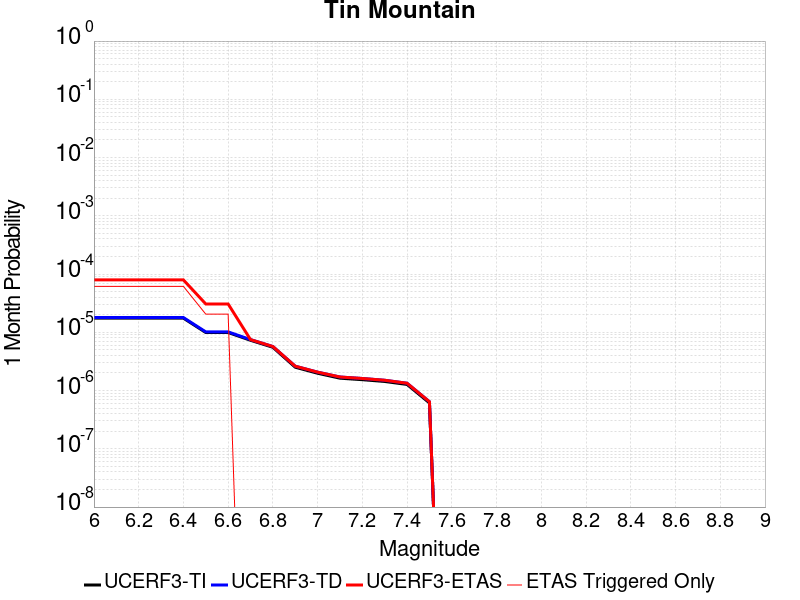 Tin Mountain
1 Month Probability
10^0
10^-1
10^-2
10^-3
10^-4
10^-5
10^-6
10^-7
10^-8
6 6.2 6.4 6.6 6.8 7 7.2 7.4 7.6 7.8 8 8.2 8.4 8.6 8.8 9
Magnitude
UCERF3-TI UCERF3-TD UCERF3-ETAS ETAS Triggered Only